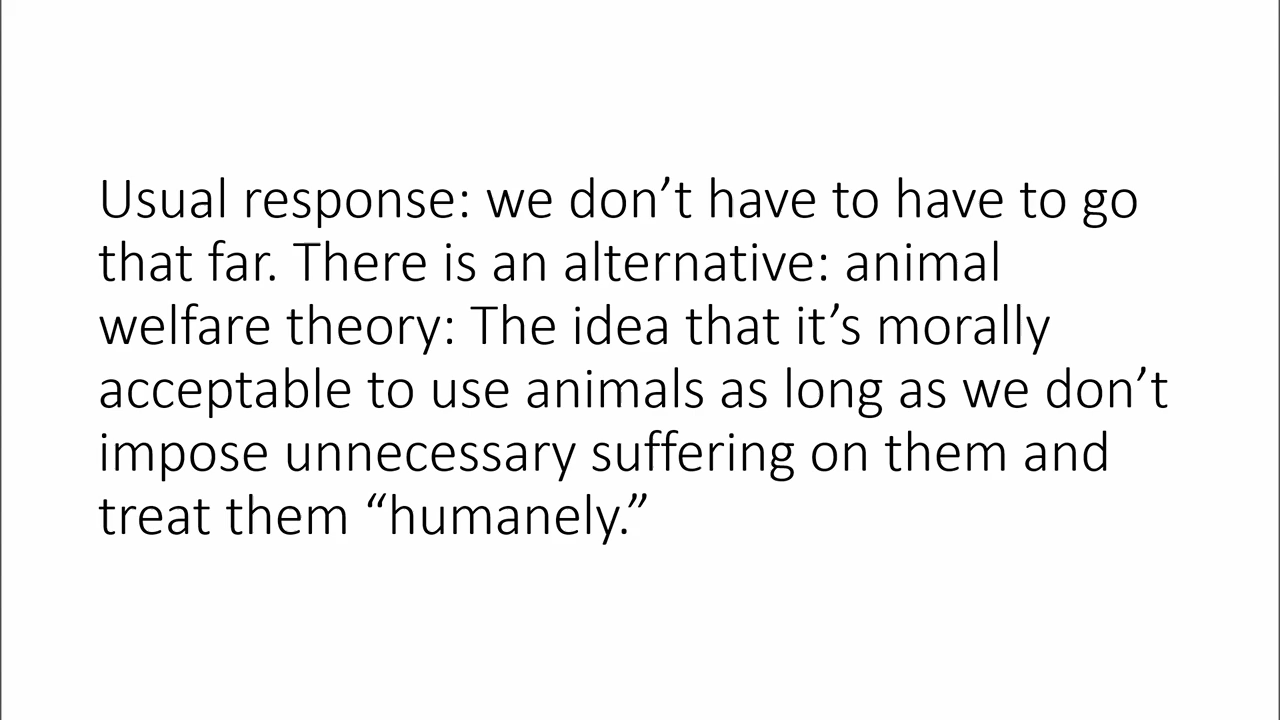 Usual response: we don’t have to have to go
that far. There is an alternative: animal
welfare theory: The idea that it’s morally
acceptable to use animals as long as we don’t
impose unnecessary suffering on them and
treat them “humanely.”